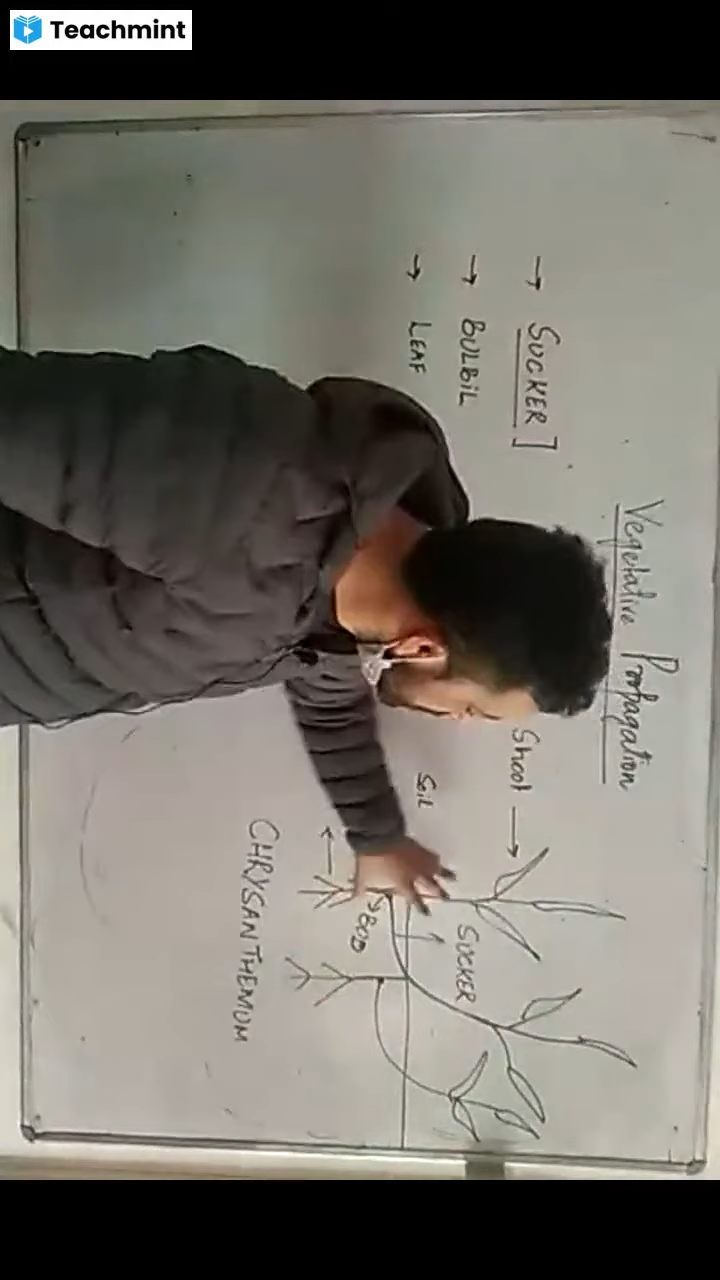 Teachmint
Vegetative Propagation
→ SUCKER]
→ BULBIL
→ LEAF
Shoot →
SUCKER
Soil
BUD
CHRYSANTHEMUM